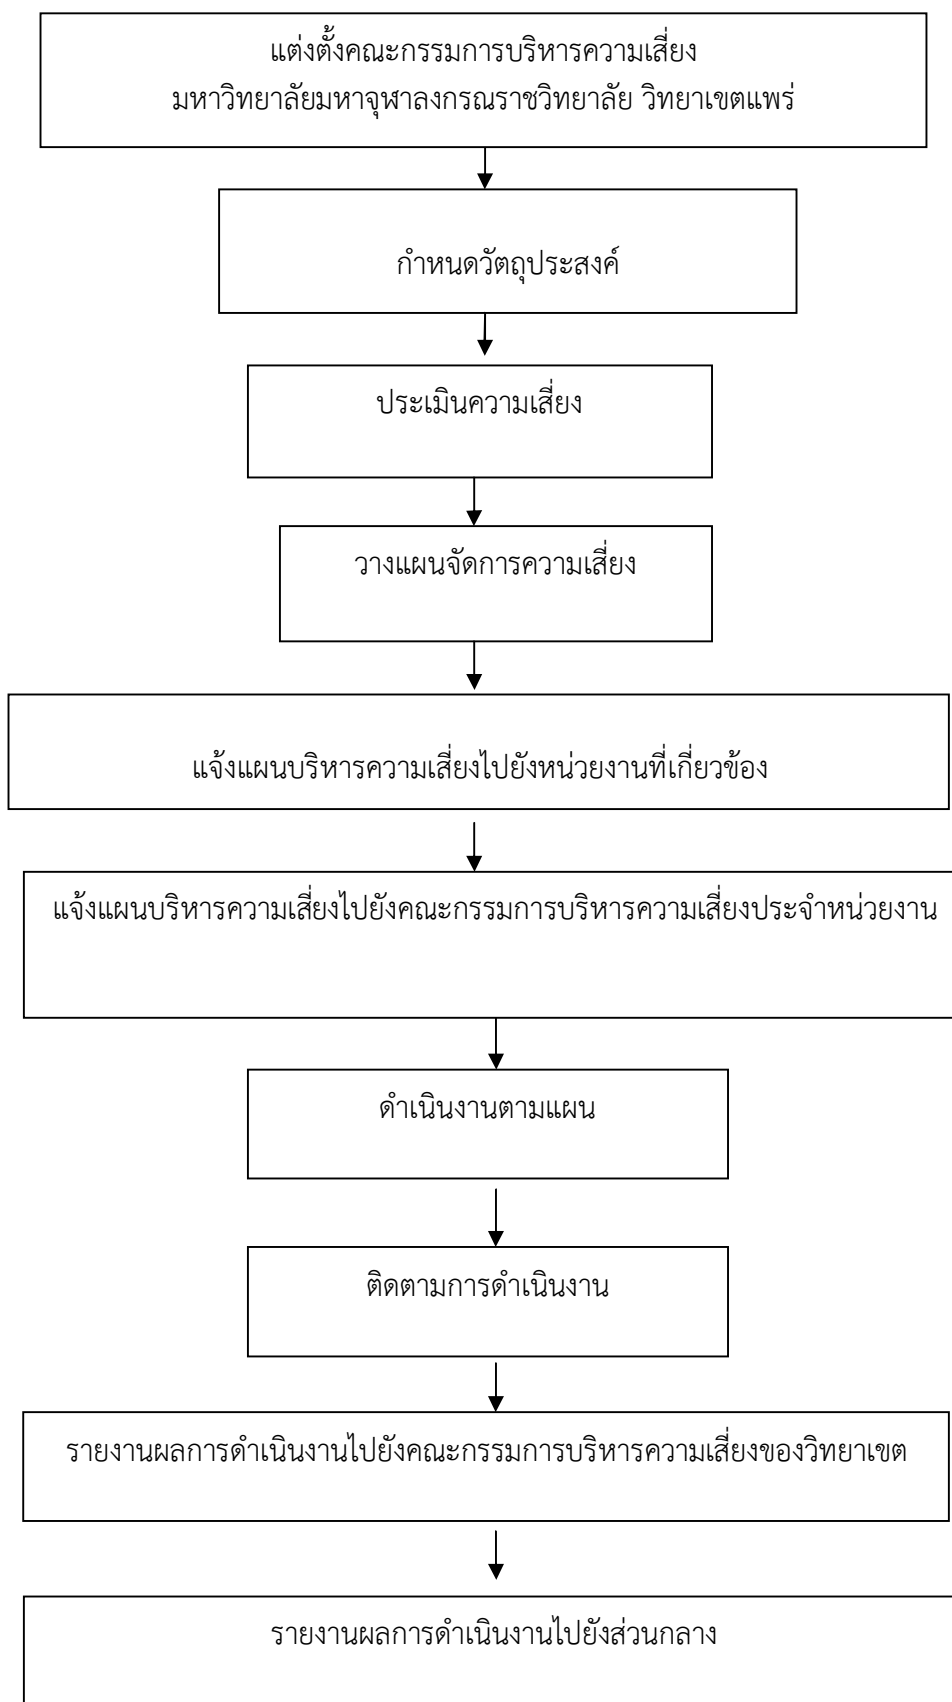 แต่งตั้งคณะกรรมการบริหารความเสี่ยง
มหาวิทยาลัยมหาจุฬาลงกรณราชวิทยาลัย วิทยาเขตแพร่
กำหนดวัตถุประสงค์
ประเมินความเสี่ยง
วางแผนจัดการความเสี่ยง
แจ้งแผนบริหารความเสี่ยงไปยังหน่วยงานที่เกี่ยวข้อง
แจ้งแผนบริหารความเสี่ยงไปยังคณะกรรมการบริหารความเสี่ยงประจำหน่วยงาน
ดำเนินงานตามแผน
ติดตามการดำเนินงาน
รายงานผลการดำเนินงานไปยังคณะกรรมการบริหารความเสี่ยงของวิทยาเขต
รายงานผลการดำเนินงานไปยังส่วนกลาง